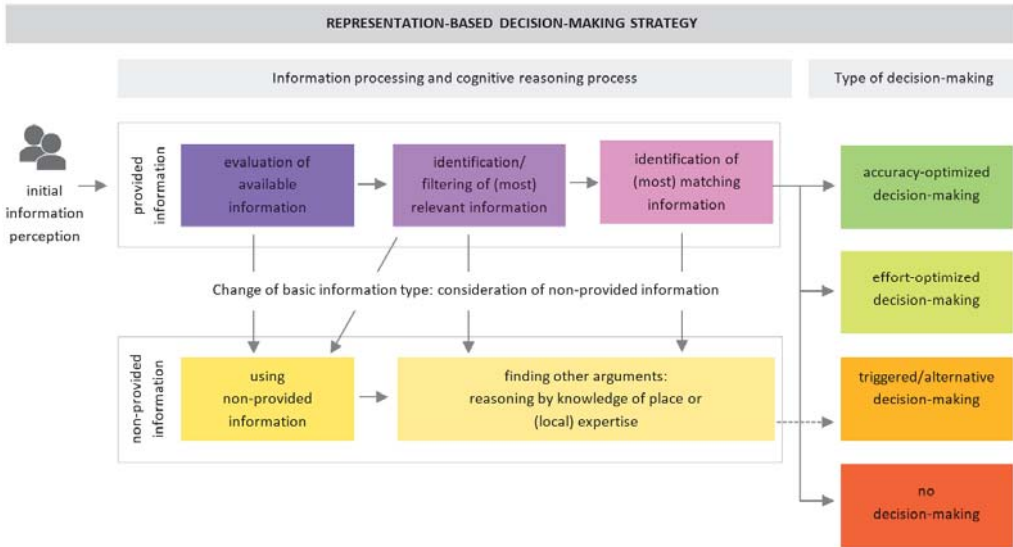 REPRESENTATION-BASED DECISION-MAKING STRATEGY
Information processing and cognitive reasoning process
Type of decision-making
initial
information
perception
provided
information
evaluation of
available
information
identification/
filtering of (most)
relevant information
identification of
(most) matching
information
accuracy-optimized
decision-making
Change of basic information type: consideration of non-provided information
effort-optimized
decision-making
non-provided
information
using
non-provided
information
finding other arguments:
reasoning by knowledge of place or
(local) expertise
triggered/alternative
decision-making
no
decision-making